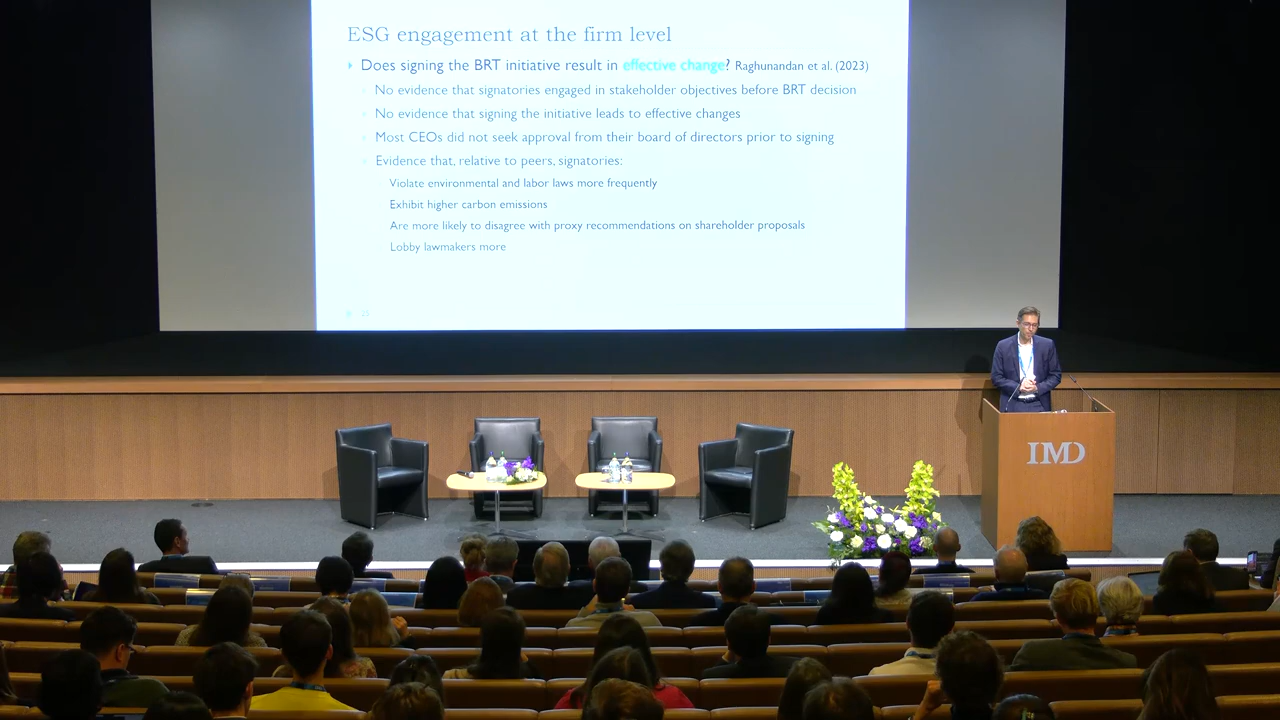 ESG engagement at the firm level
Does signing the BRT initiative result in effective change? Raghunandan et al. (2023)
No evidence that signatories engaged in stakeholder objectives before BRT decision
No evidence that signing the initiative leads to effective changes
Most CEOs did not seek approval from their board of directors prior to signing
Evidence that, relative to peers, signatories:
Violate environmental and labor laws more frequently
Exhibit higher carbon emissions
Are more likely to disagree with proxy recommendations on shareholder proposals
Lobby lawmakers more
IMD